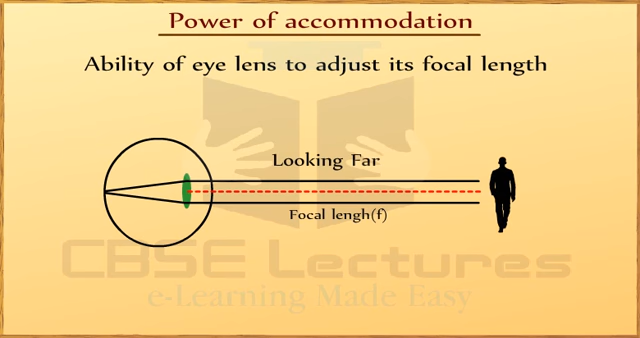 Power of accommodation
Ability of eye lens to adjust its focal length
Looking Far
Focal lengh(f)
CBSE Lectures
e-Learning Made Easy